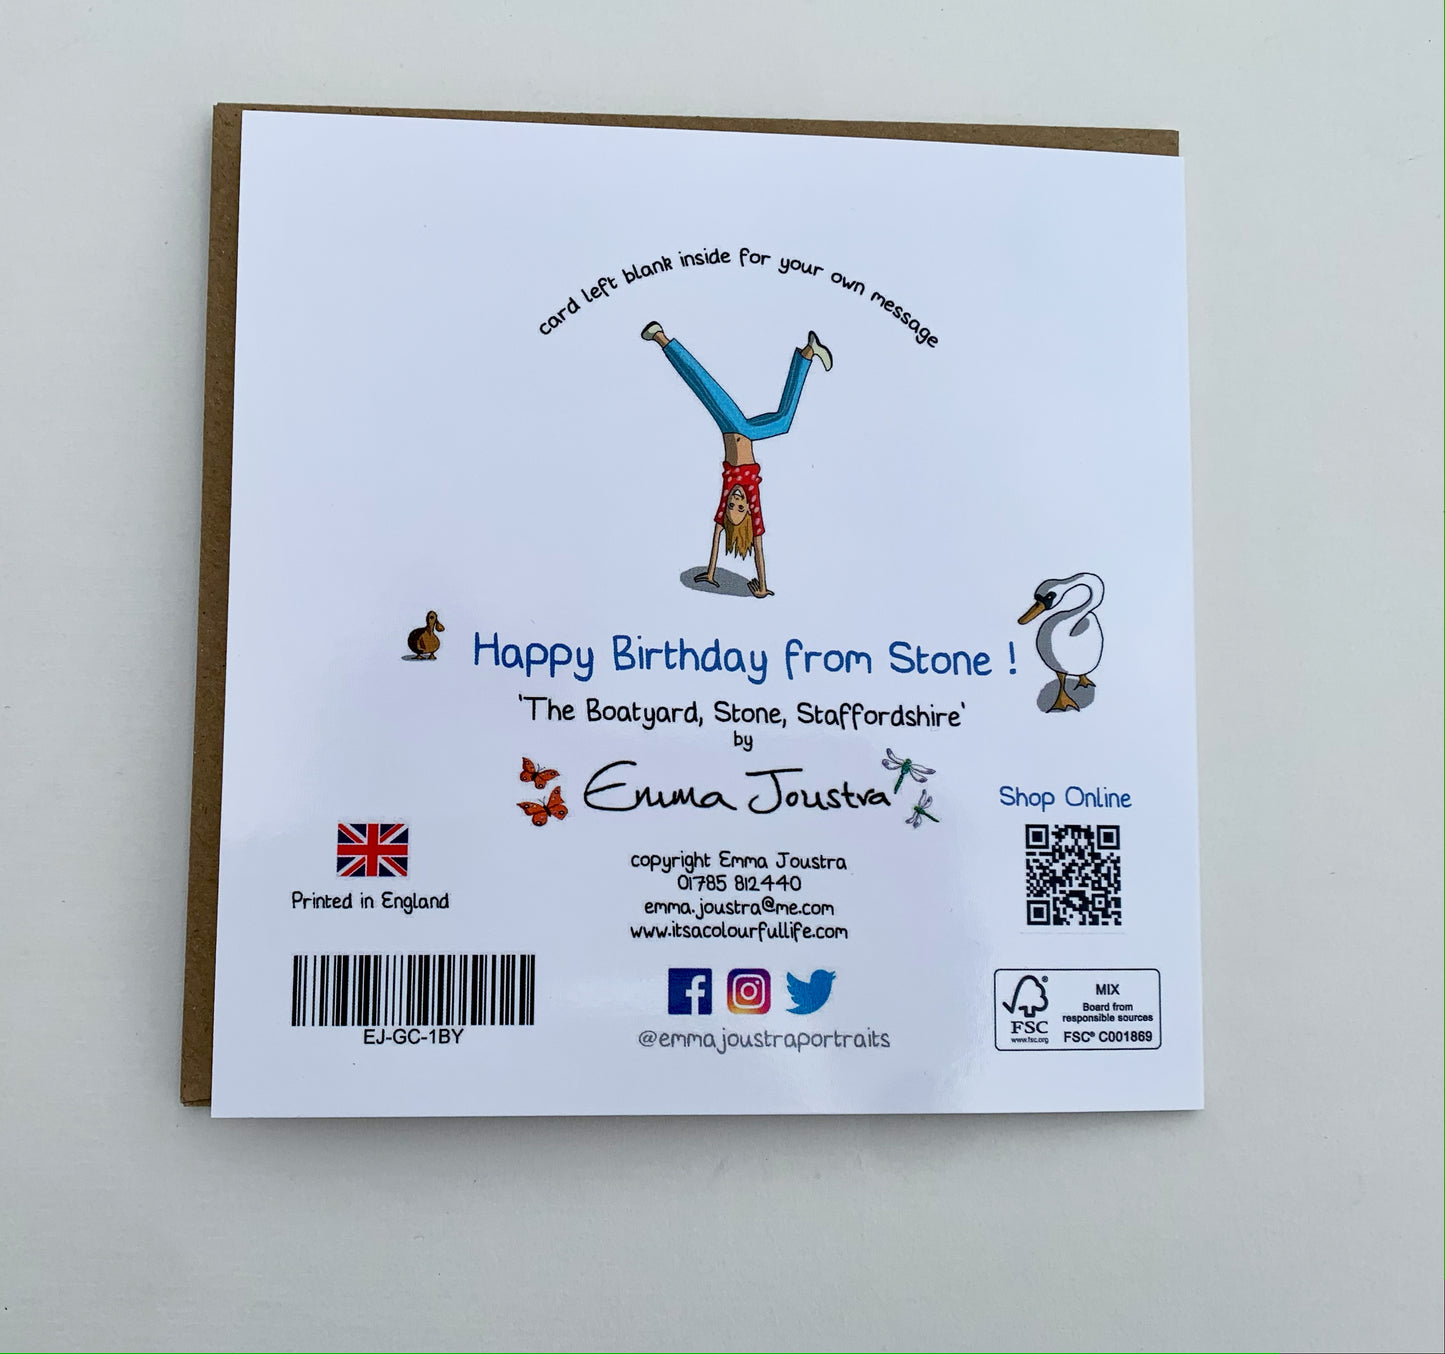 card left blank inside for your own message
Happy Birthday from Stone !
'The Boatyard, Stone, Staffordshire'
by
Emma Joustra
Shop Online
Printed in England
copyright Emma Joustra
01785 812440
emma.joustra@me.com
www.itsacolourfullife.com
EJ-GC-1BY
@emmajoustraportraits
FSC®
www.fsc.org
MIX
Board from
responsible sources
FSC® C001869